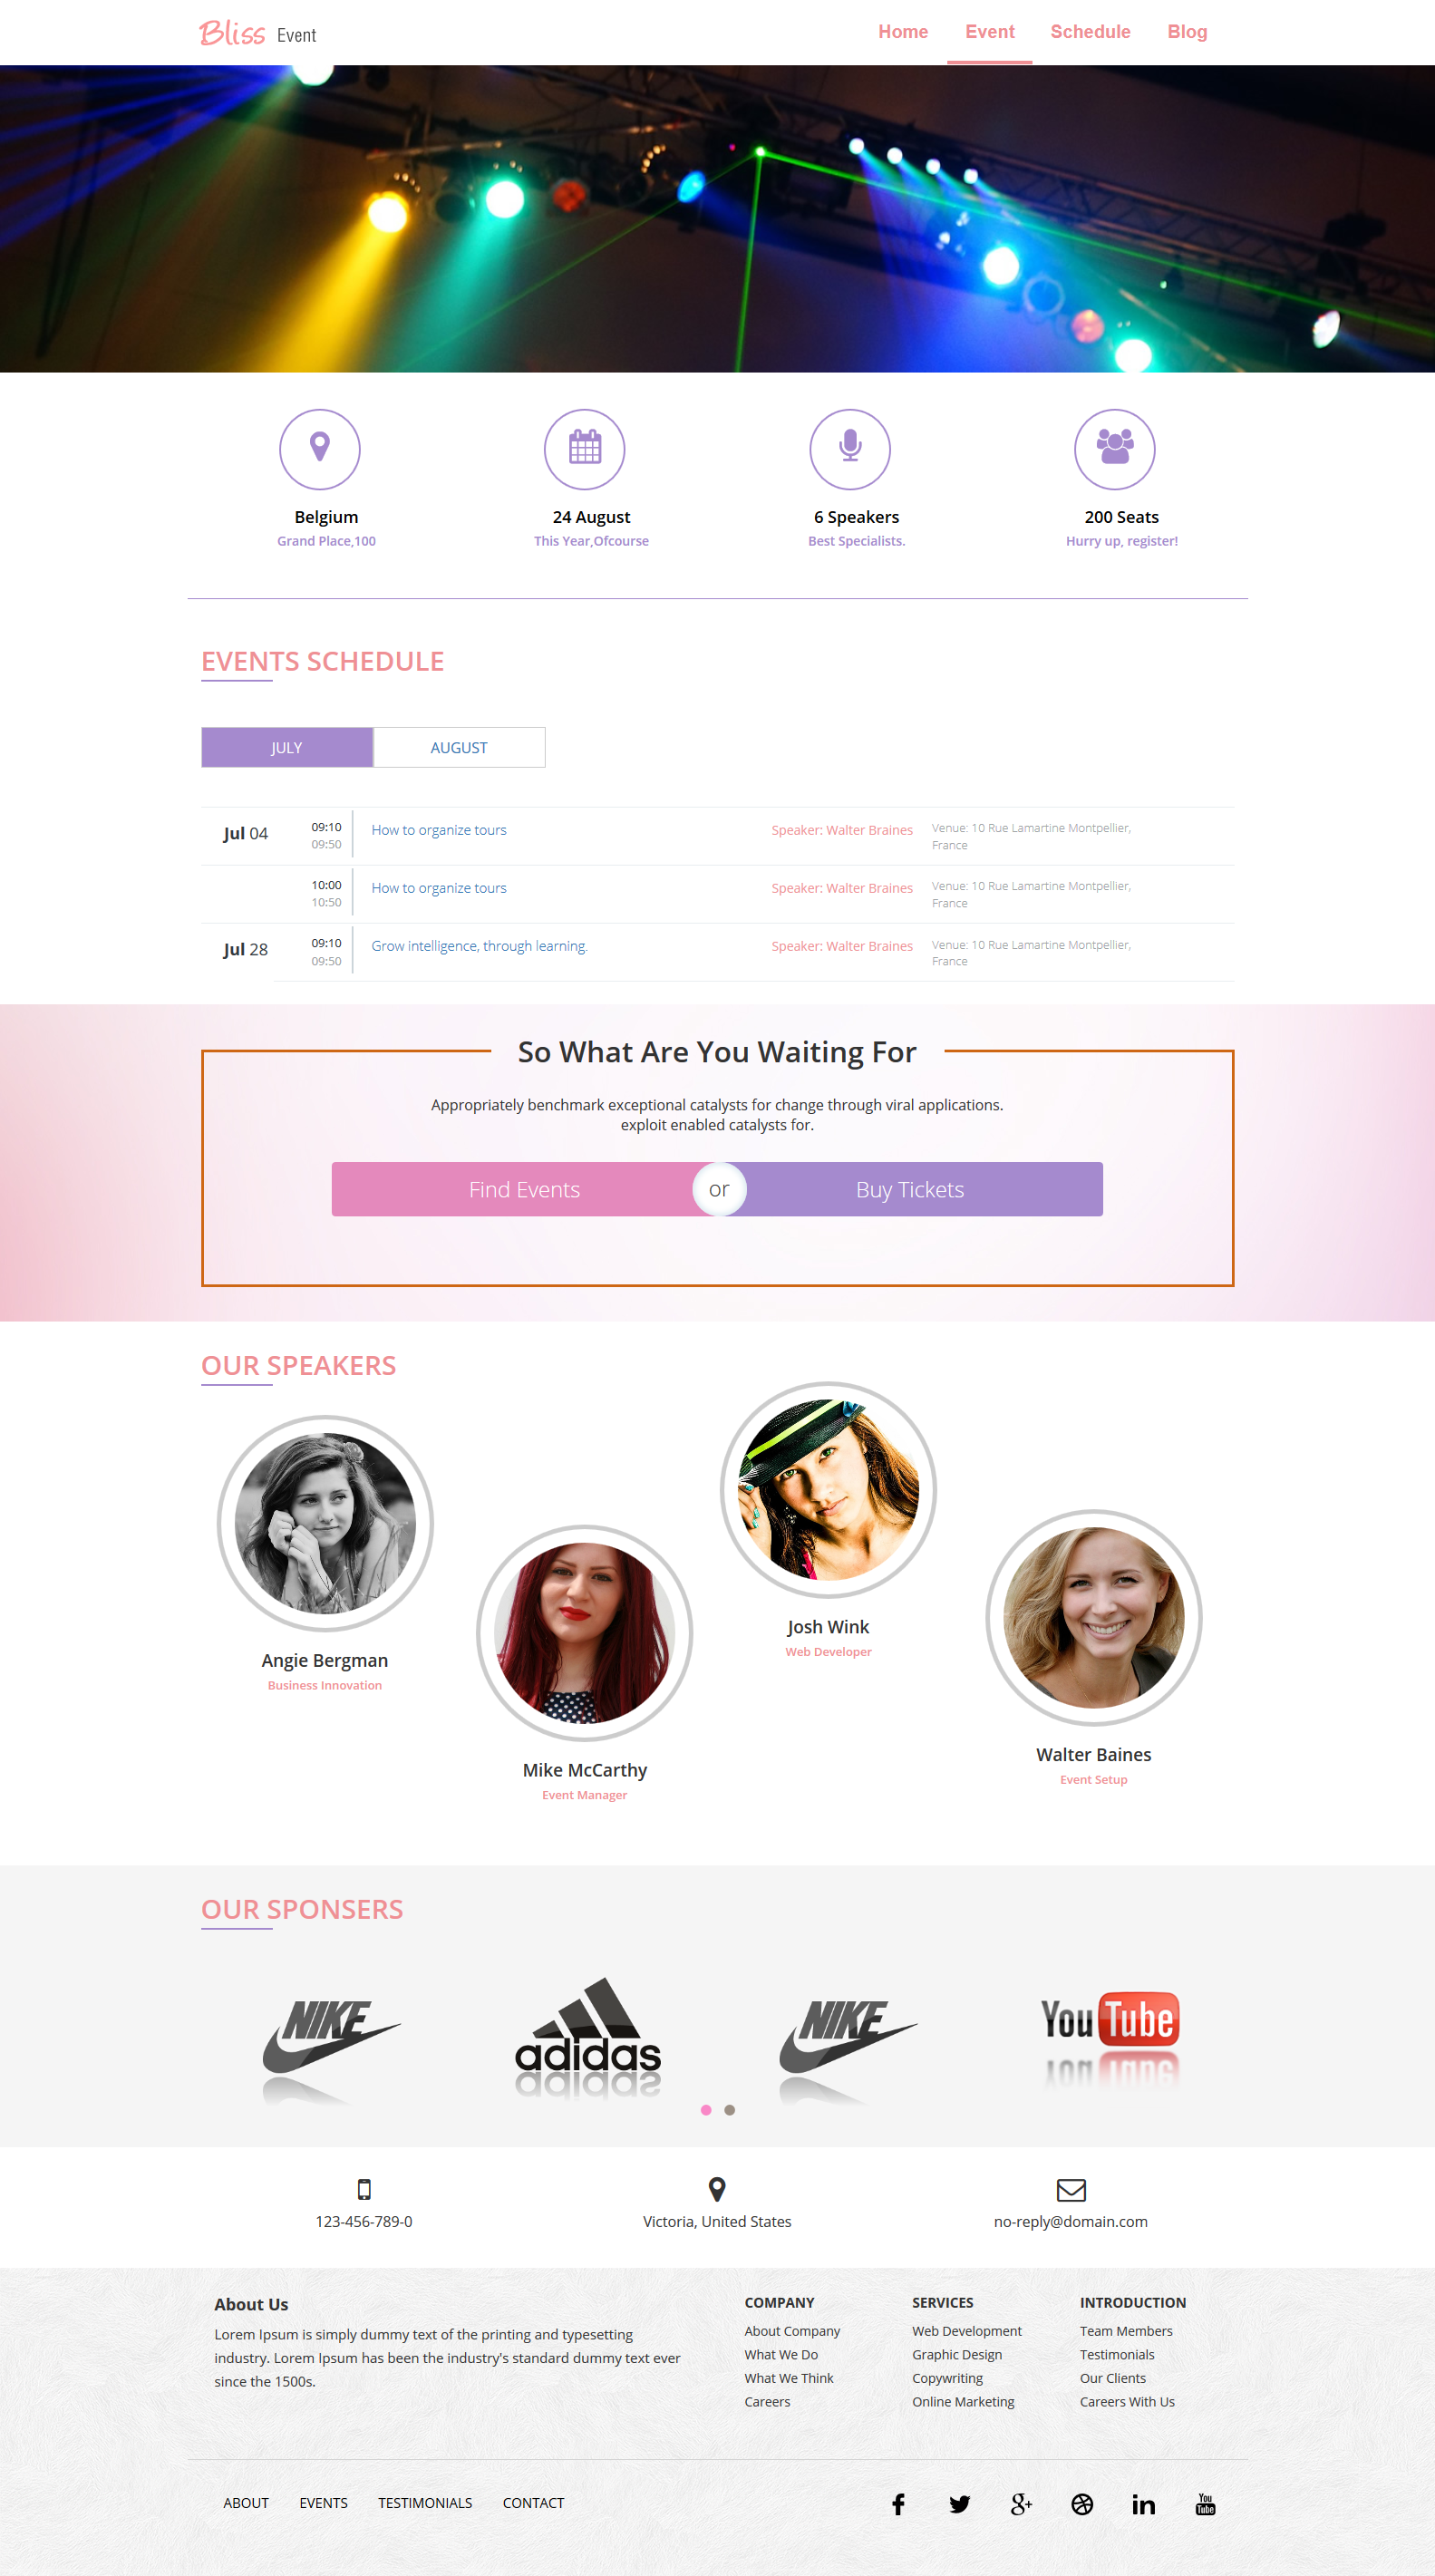 Bliss Event
Home Event Schedule Blog
Belgium
Grand Place,100
24 August
This Year,Ofcourse
6 Speakers
Best Specialists.
200 Seats
Hurry up, register!
EVENTS SCHEDULE
JULY AUGUST
Jul 04
09:10
09:50
How to organize tours
Speaker: Walter Braines
Venue: 10 Rue Lamartine Montpellier,
France
10:00
10:50
How to organize tours
Speaker: Walter Braines
Venue: 10 Rue Lamartine Montpellier,
France
Jul 28
09:10
09:50
Grow intelligence, through learning.
Speaker: Walter Braines
Venue: 10 Rue Lamartine Montpellier,
France
So What Are You Waiting For
Appropriately benchmark exceptional catalysts for change through viral applications.
exploit enabled catalysts for.
Find Events or Buy Tickets
OUR SPEAKERS
Angie Bergman
Business Innovation
Mike McCarthy
Event Manager
Josh Wink
Web Developer
Walter Baines
Event Setup
OUR SPONSERS
NIKE
adidas
NIKE
YouTube
123-456-789-0
Victoria, United States
no-reply@domain.com
About Us
Lorem Ipsum is simply dummy text of the printing and typesetting
industry. Lorem Ipsum has been the industry's standard dummy text ever
since the 1500s.
COMPANY
About Company
What We Do
What We Think
Careers
SERVICES
Web Development
Graphic Design
Copywriting
Online Marketing
INTRODUCTION
Team Members
Testimonials
Our Clients
Careers With Us
ABOUT EVENTS TESTIMONIALS CONTACT
You
Tube